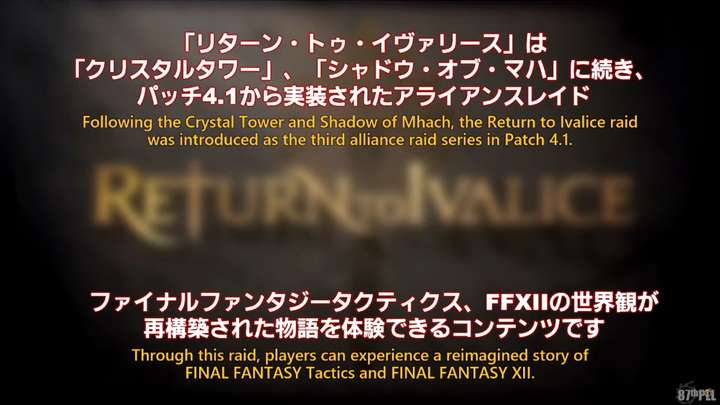 「リターン・トゥ・イヴァリース」は
「クリスタルタワー」、「シャドウ・オブ・マハ」に続き、
パッチ4.1から実装されたアライアンスレイド
Following the Crystal Tower and Shadow of Mhach, the Return to Ivalice raid
was introduced as the third alliance raid series in Patch 4.1.
RETURN TO IVALICE
ファイナルファンタジータクティクス、FFXIIの世界観が
再構築された物語を体験できるコンテンツです
Through this raid, players can experience a reimagined story of
FINAL FANTASY Tactics and FINAL FANTASY XII.